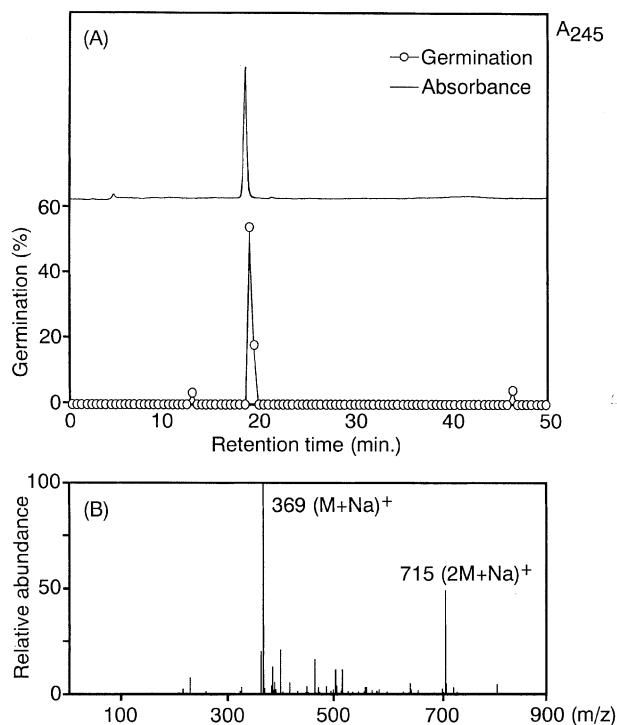 (A)
A245
Germination
Absorbance
60
40
20
0
Germination (%)
0 10 20 30 40 50
Retention time (min.)
(B)
100
50
0
Relative abundance
369 (M+Na)+
715 (2M+Na)+
100 300 500 700 900 (m/z)